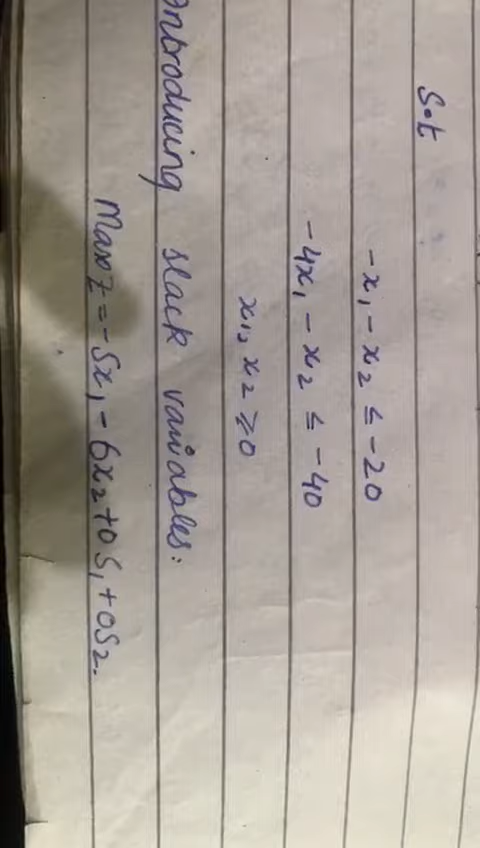 S.t
-x₁ - x₂ ≤ -20
-4x₁ - x₂ ≤ -40
x₁, x₂ ≥ 0
Introducing slack variables:
Max Z = -5x₁ - 6x₂ + 0S₁ + 0S₂.